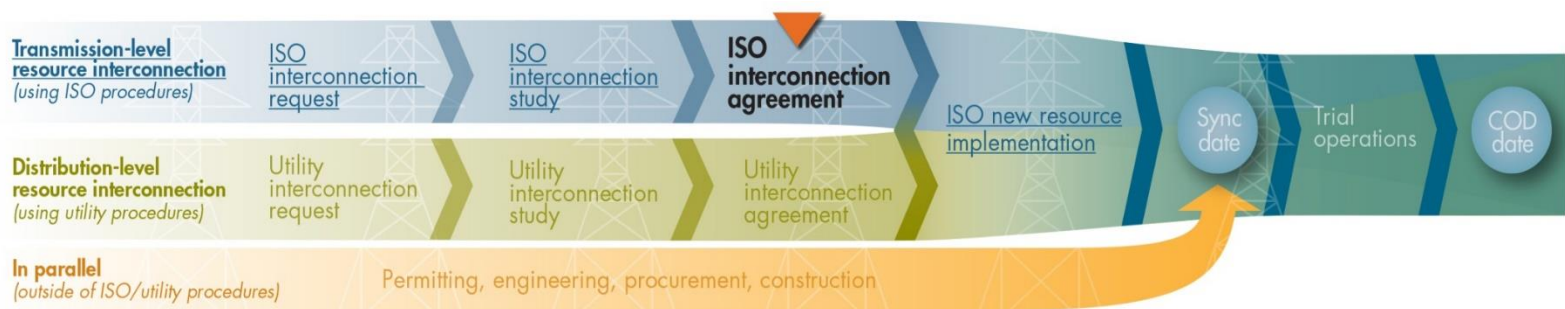 Transmission-level
resource interconnection
(using ISO procedures)
ISO
interconnection
request
ISO
interconnection
study
ISO
interconnection
agreement
Distribution-level
resource interconnection
(using utility procedures)
Utility
interconnection
request
Utility
interconnection
study
Utility
interconnection
agreement
ISO new resource
implementation
Sync
date
Trial
operations
COD
date
In parallel
(outside of ISO/utility procedures)
Permitting, engineering, procurement, construction